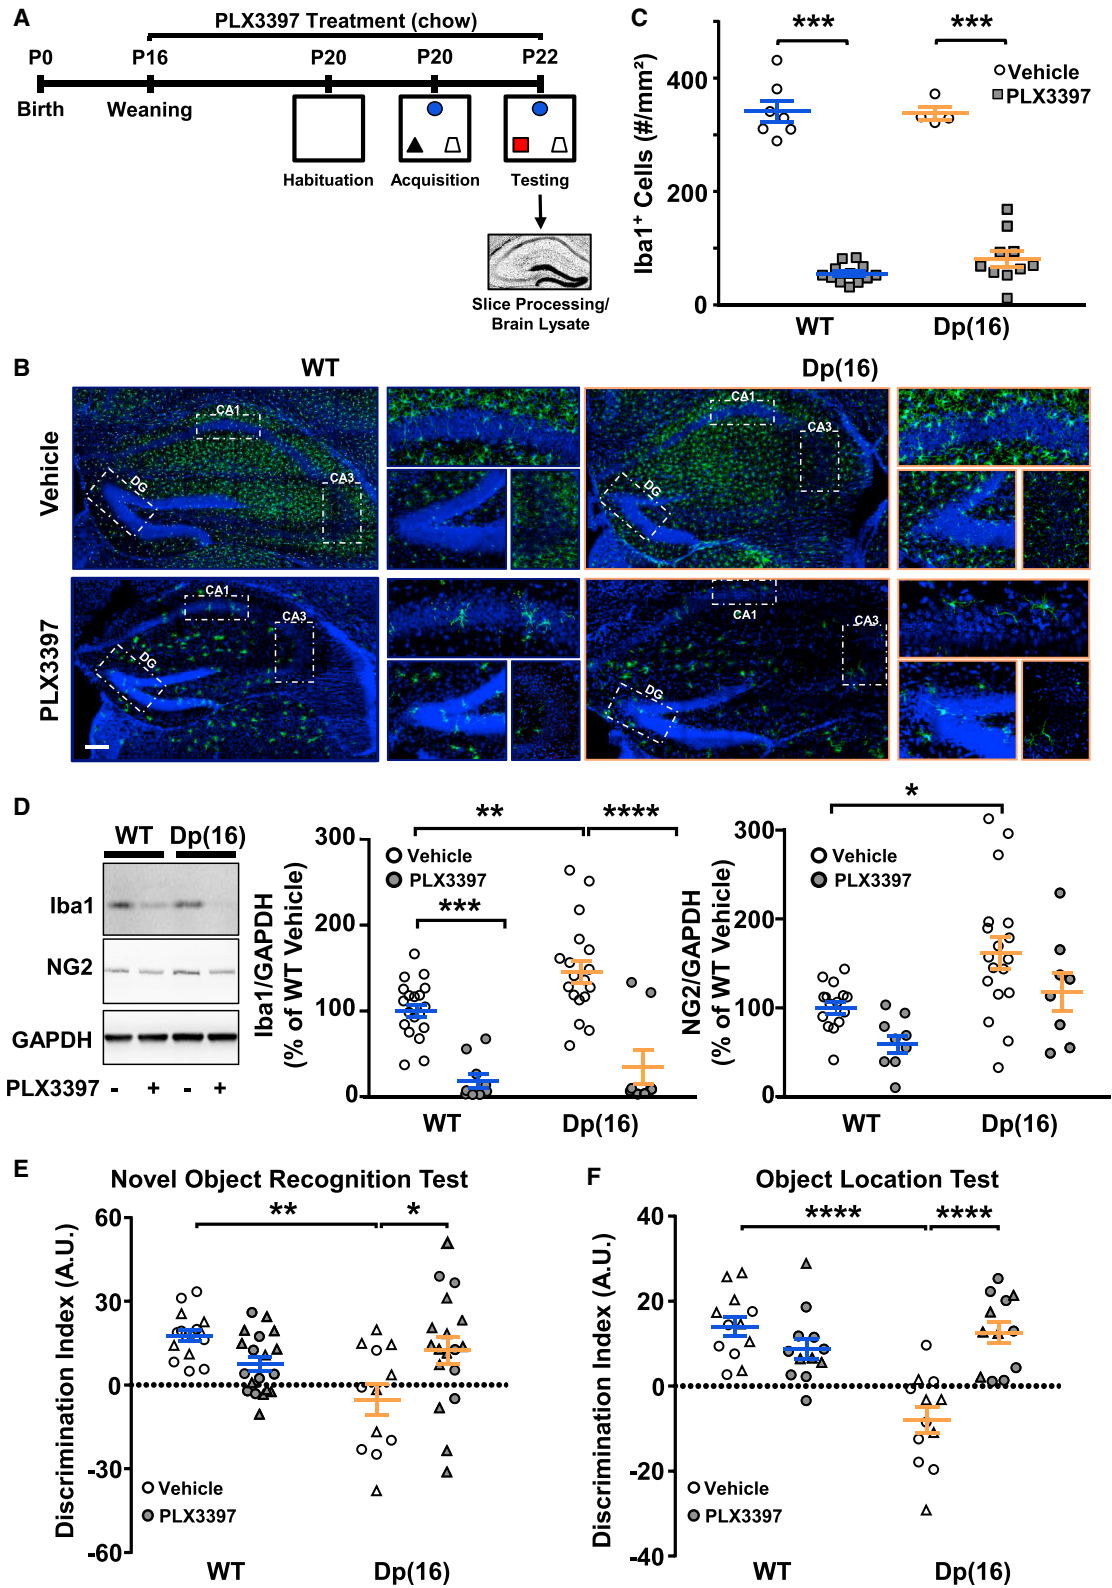 A
PLX3397 Treatment (chow)
P0 P16 P20 P20 P22
Birth Weaning
Habituation Acquisition Testing
Slice Processing/
Brain Lysate
C
*** ***
Iba1+ Cells (#/mm²)
400
200
0
Vehicle
PLX3397
WT Dp(16)
B
WT Dp(16)
Vehicle
CA1
CA3
DG
CA1
CA3
DG
PLX3397
CA1
CA3
DG
CA1
CA3
DG
D
WT Dp(16)
Iba1
NG2
GAPDH
PLX3397 - + - +
Iba1/GAPDH
(% of WT Vehicle)
300
200
100
0
** ****
Vehicle
PLX3397
***
WT Dp(16)
NG2/GAPDH
(% of WT Vehicle)
300
200
100
0
*
Vehicle
PLX3397
WT Dp(16)
E
Novel Object Recognition Test
Discrimination Index (A.U.)
60
30
0
-30
-60
** *
Vehicle
PLX3397
WT Dp(16)
F
Object Location Test
Discrimination Index (A.U.)
40
20
0
-20
-40
**** ****
Vehicle
PLX3397
WT Dp(16)